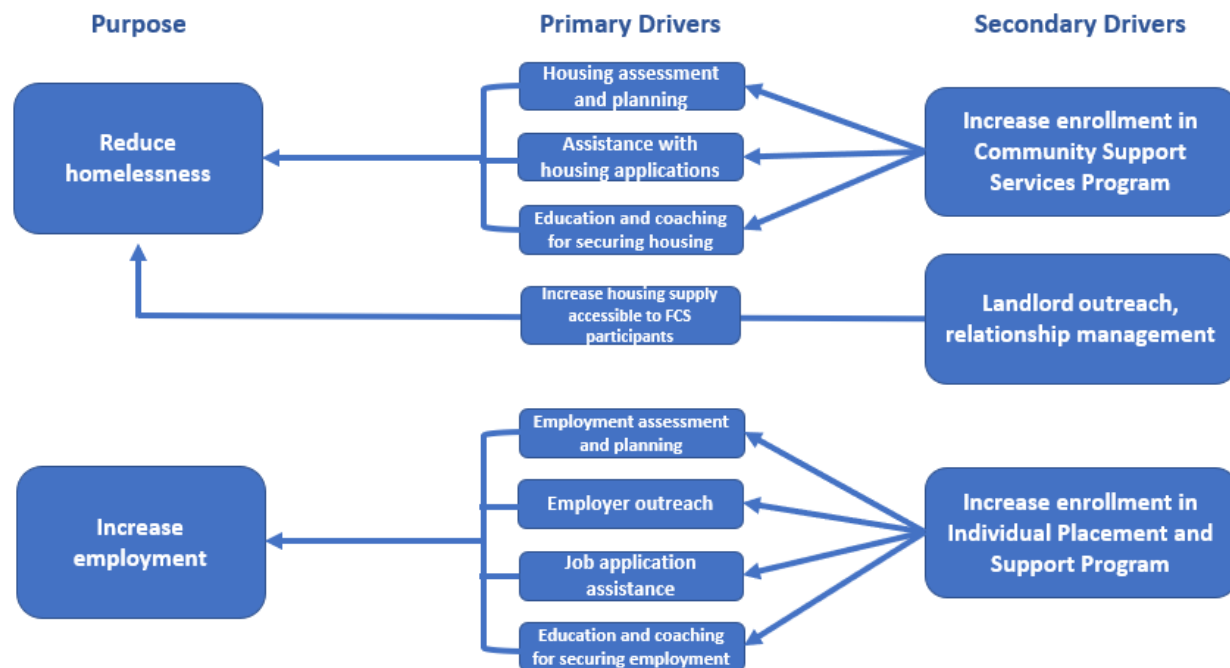 Purpose
Primary Drivers
Secondary Drivers
Reduce
homelessness
Housing assessment
and planning
Assistance with
housing applications
Education and coaching
for securing housing
Increase enrollment in
Community Support
Services Program
Increase housing supply
accessible to FCS
participants
Landlord outreach,
relationship management
Increase
employment
Employment assessment
and planning
Employer outreach
Job application
assistance
Education and coaching
for securing employment
Increase enrollment in
Individual Placement and
Support Program